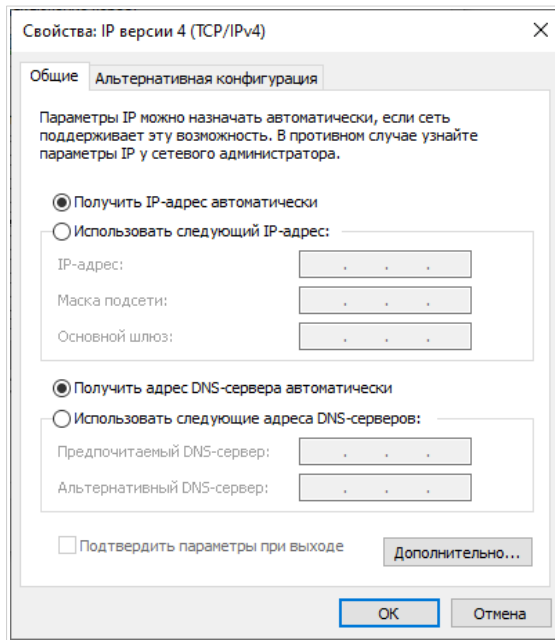 Свойства: IP версии 4 (TCP/IPv4)
Общие
Альтернативная конфигурация
Параметры IP можно назначать автоматически, если сеть
поддерживает эту возможность. В противном случае узнайте
параметры IP у сетевого администратора.
Получить IP-адрес автоматически
Использовать следующий IP-адрес:
IP-адрес:
Маска подсети:
Основной шлюз:
Получить адрес DNS-сервера автоматически
Использовать следующие адреса DNS-серверов:
Предпочитаемый DNS-сервер:
Альтернативный DNS-сервер:
Подтвердить параметры при выходе
Дополнительно...
ОК
Отмена